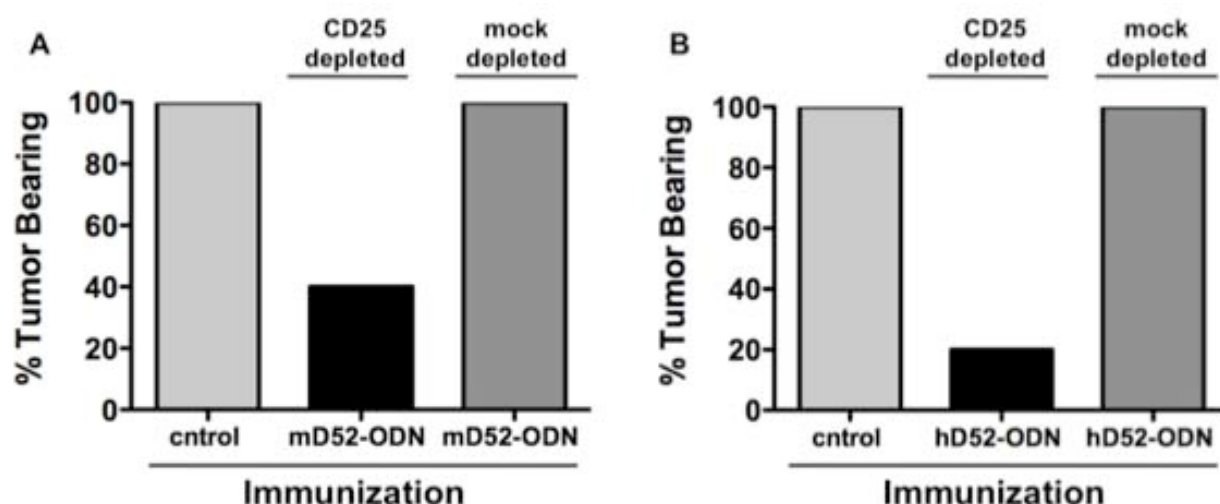 A
CD25
depleted
mock
depleted
% Tumor Bearing
100
80
60
40
20
0
cntrol
mD52-ODN
mD52-ODN
Immunization
B
CD25
depleted
mock
depleted
% Tumor Bearing
100
80
60
40
20
0
cntrol
hD52-ODN
hD52-ODN
Immunization